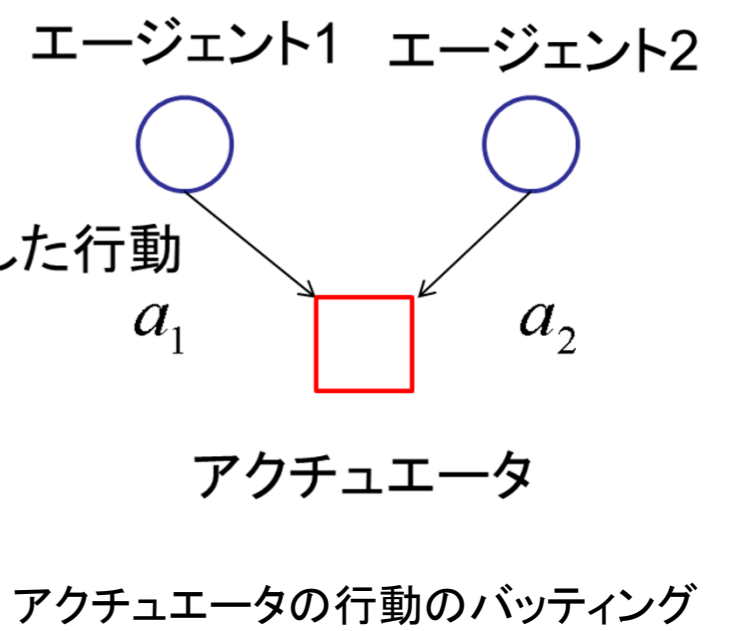 エージェント1 エージェント2
した行動
a1 a2
アクチュエータ
アクチュエータの行動のバッティング